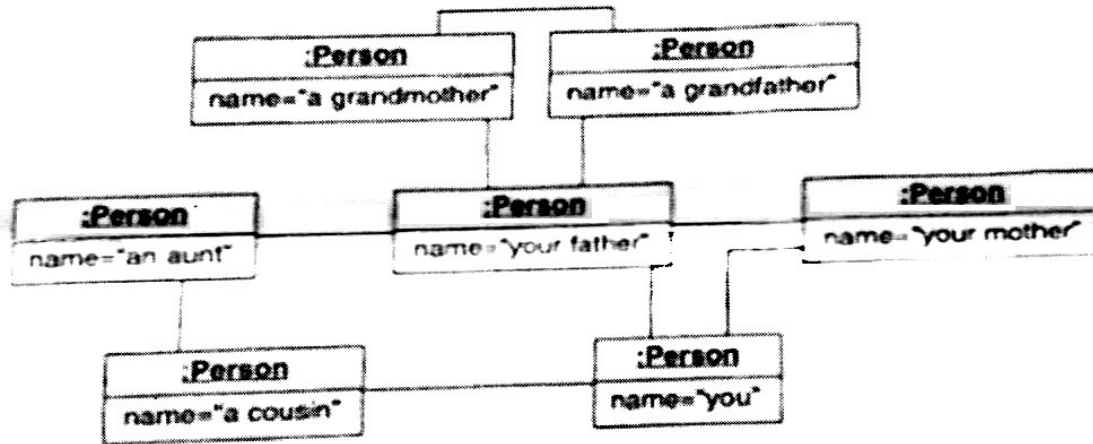 :Person
name="a grandmother"
:Person
name="a grandfather"
:Person
name="an aunt"
:Person
name="your father"
:Person
name="your mother"
:Person
name="a cousin"
:Person
name="you"